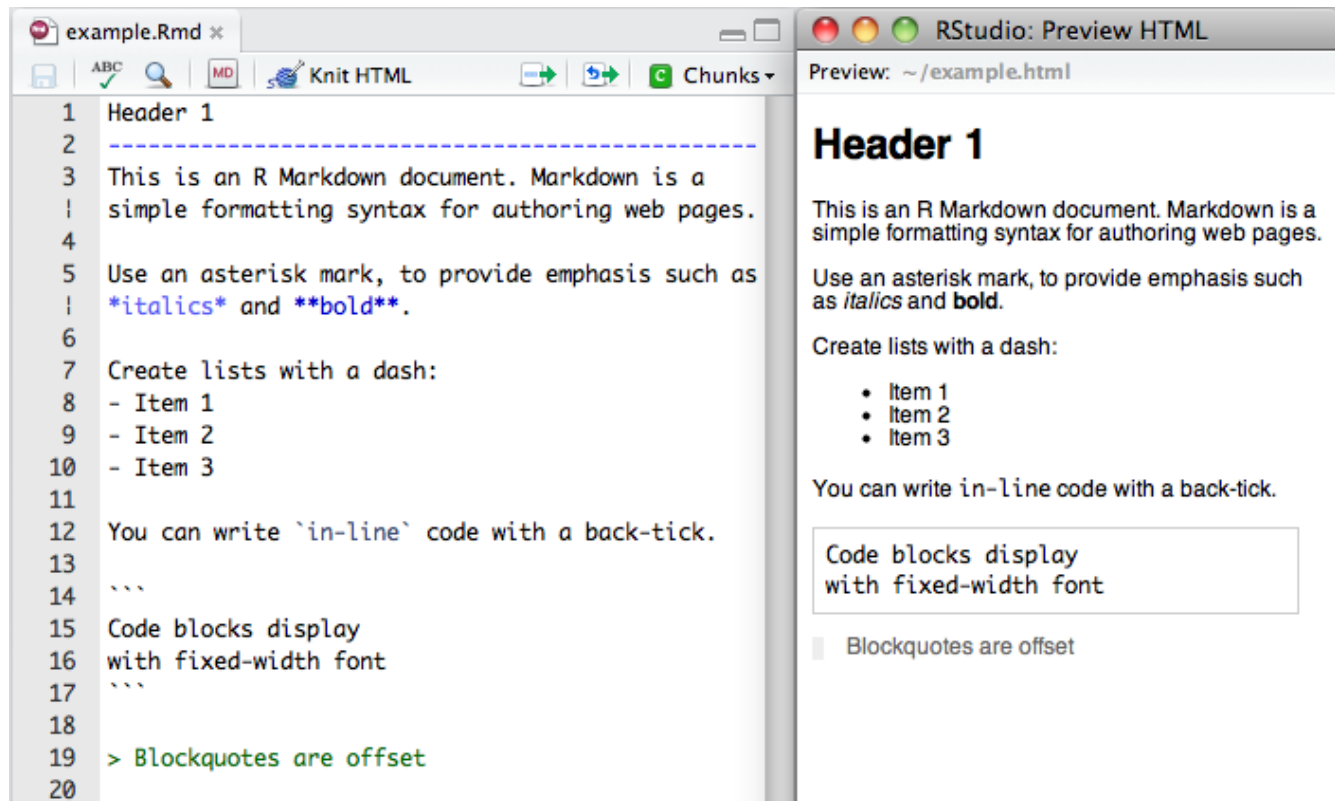 example.Rmd
ABC
MD
Knit HTML
C
Chunks
1 Header 1
2 -------------------------------------------------
3 This is an R Markdown document. Markdown is a
¦ simple formatting syntax for authoring web pages.
4
5 Use an asterisk mark, to provide emphasis such as
¦ *italics* and **bold**.
6
7 Create lists with a dash:
8 - Item 1
9 - Item 2
10 - Item 3
11
12 You can write `in-line` code with a back-tick.
13
14 ```
15 Code blocks display
16 with fixed-width font
17 ```
18
19 > Blockquotes are offset
20
RStudio: Preview HTML
Preview: ~/example.html
Header 1
This is an R Markdown document. Markdown is a
simple formatting syntax for authoring web pages.
Use an asterisk mark, to provide emphasis such
as italics and bold.
Create lists with a dash:
• Item 1
• Item 2
• Item 3
You can write in-line code with a back-tick.
Code blocks display
with fixed-width font
Blockquotes are offset